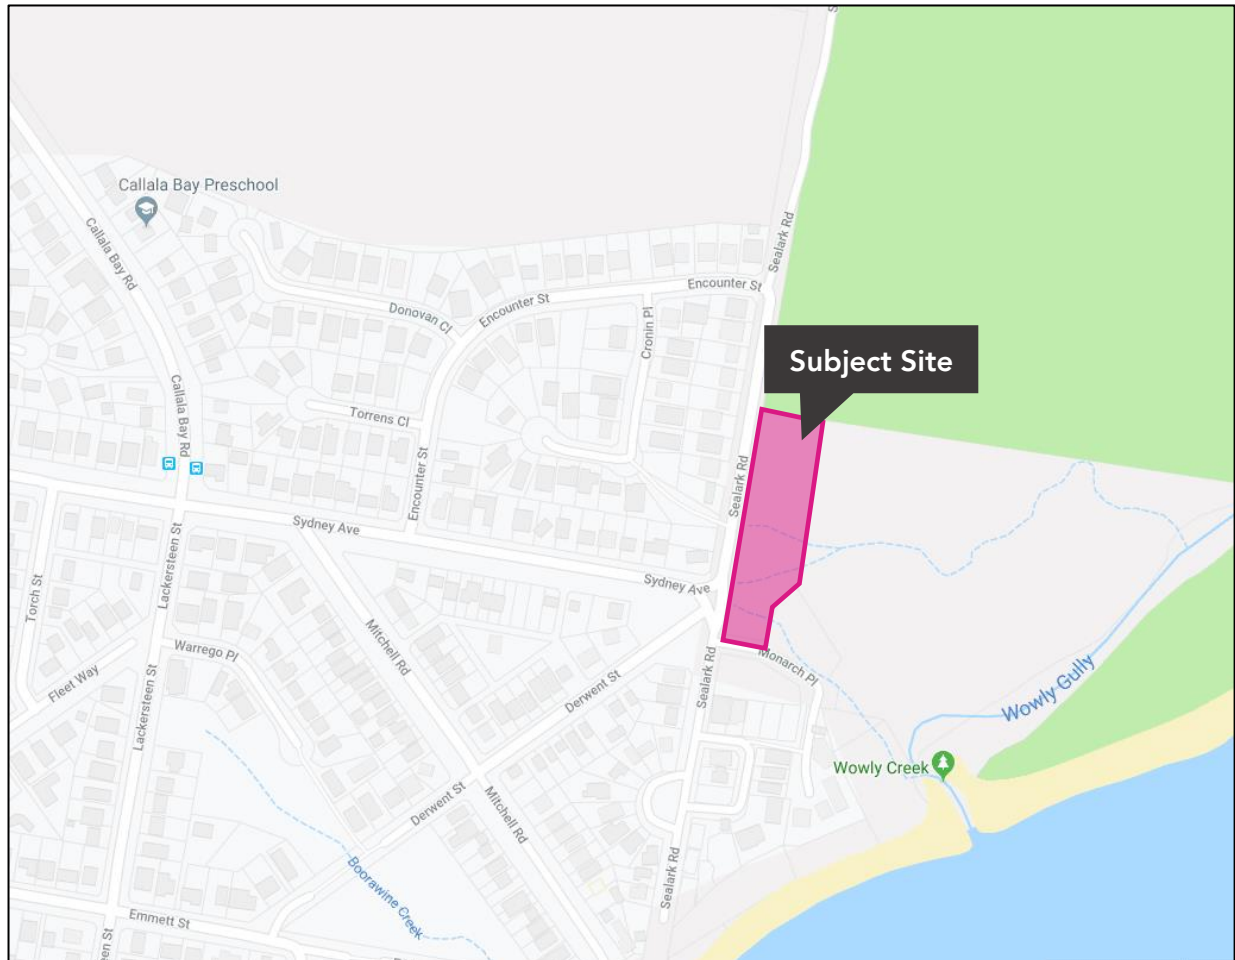 S
Callala Bay Preschool
Callala Bay Rd
Sealark Rd
Encounter St
Encounter St
Donovan Cl
Cronin Pl
Subject Site
Callala Bay Rd
Torrens Cl
Encounter St
Sealark Rd
Sydney Ave
Sydney Ave
Torch St
Lackersteen St
Mitchell Rd
Warrego Pl
Fleet Way
Derwent St
Sealark Rd
Monarch Pl
Wowly Gully
Lackersteen St
Wowly Creek
Derwent St
Mitchell Rd
Boorawine Creek
Sealark Rd
Emmett St
een St